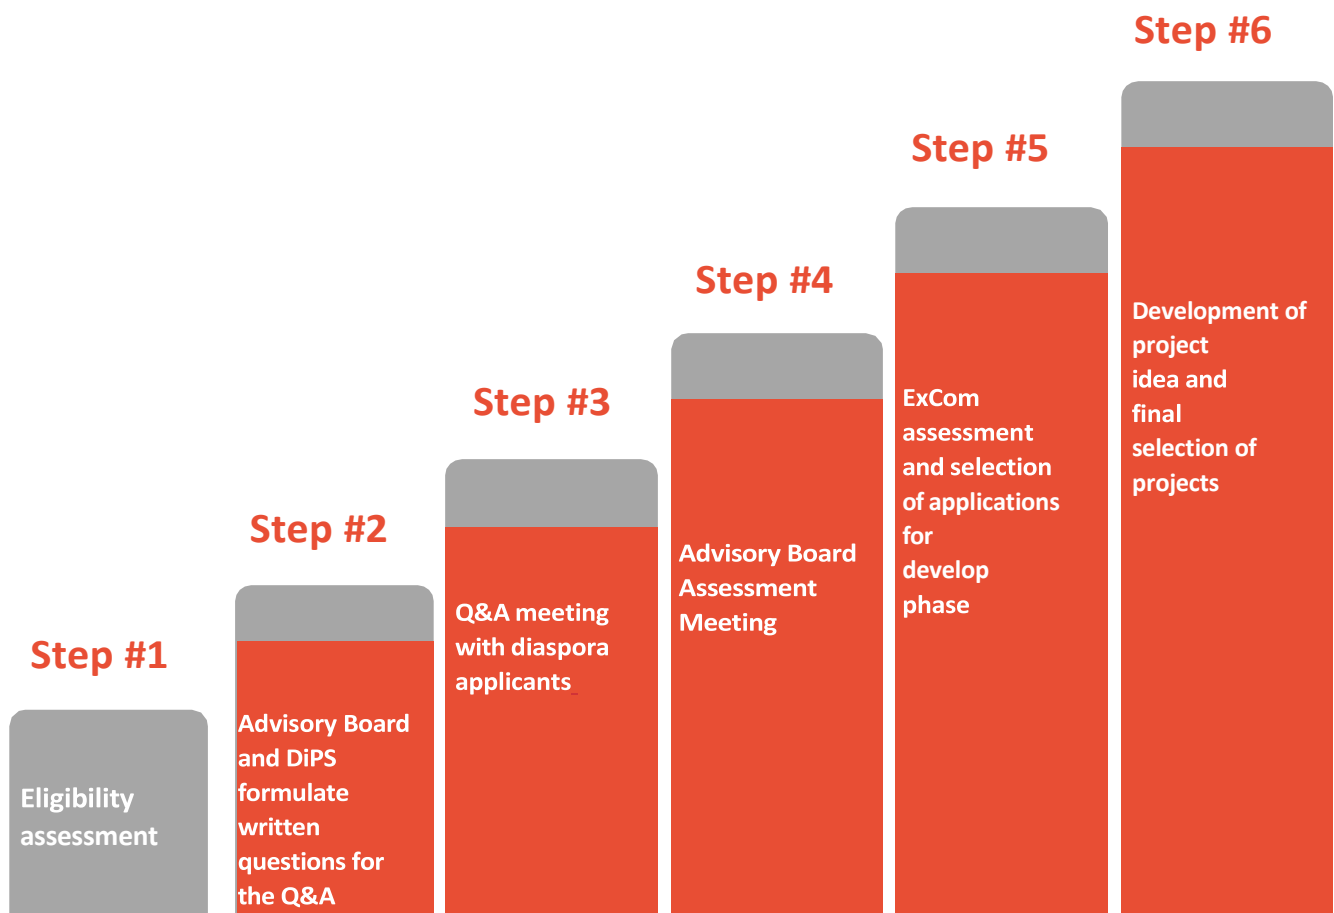 Step #1
Eligibility
assessment
Step #2
Advisory Board
and DiPS
formulate
written
questions for
the Q&A
Step #3
Q&A meeting
with diaspora
applicants_
Step #4
Advisory Board
Assessment
Meeting
Step #5
ExCom
assessment
and selection
of applications
for
develop
phase
Step #6
Development of
project
idea and
final
selection of
projects